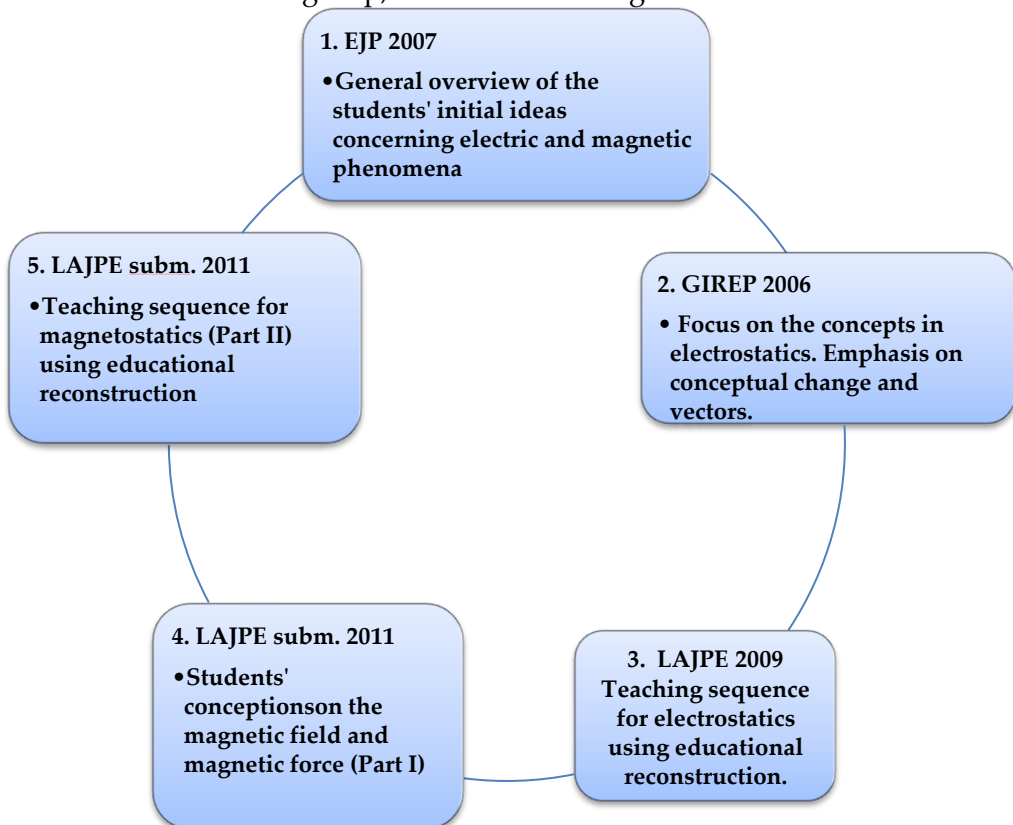 1. EJP 2007
•General overview of the
students' initial ideas
concerning electric and magnetic
phenomena
2. GIREP 2006
• Focus on the concepts in
electrostatics. Emphasis on
conceptual change and
vectors.
3. LAJPE 2009
Teaching sequence
for electrostatics
using educational
reconstruction.
4. LAJPE subm. 2011
•Students'
conceptionson the
magnetic field and
magnetic force (Part I)
5. LAJPE subm. 2011
•Teaching sequence for
magnetostatics (Part II)
using educational
reconstruction